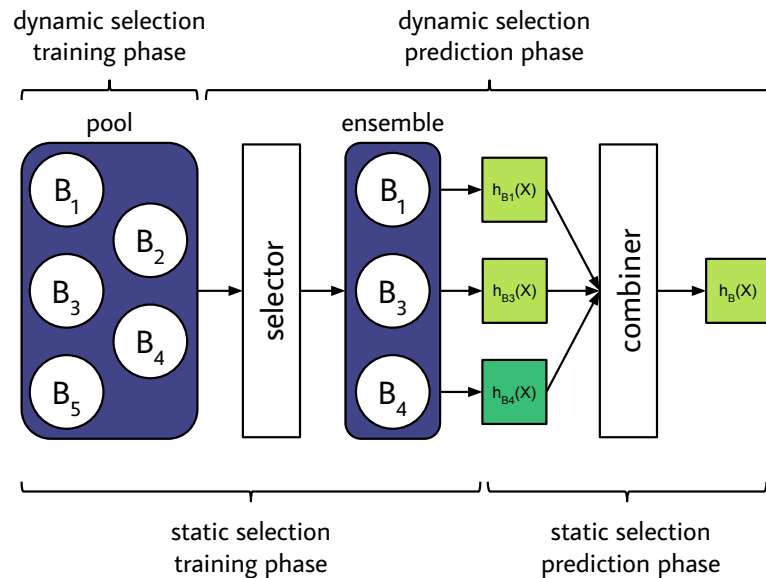 dynamic selection
training phase
dynamic selection
prediction phase
pool
ensemble
B1
B2
B3
B4
B5
selector
B1
B3
B4
hB1(X)
hB3(X)
hB4(X)
combiner
hB(X)
static selection
training phase
static selection
prediction phase